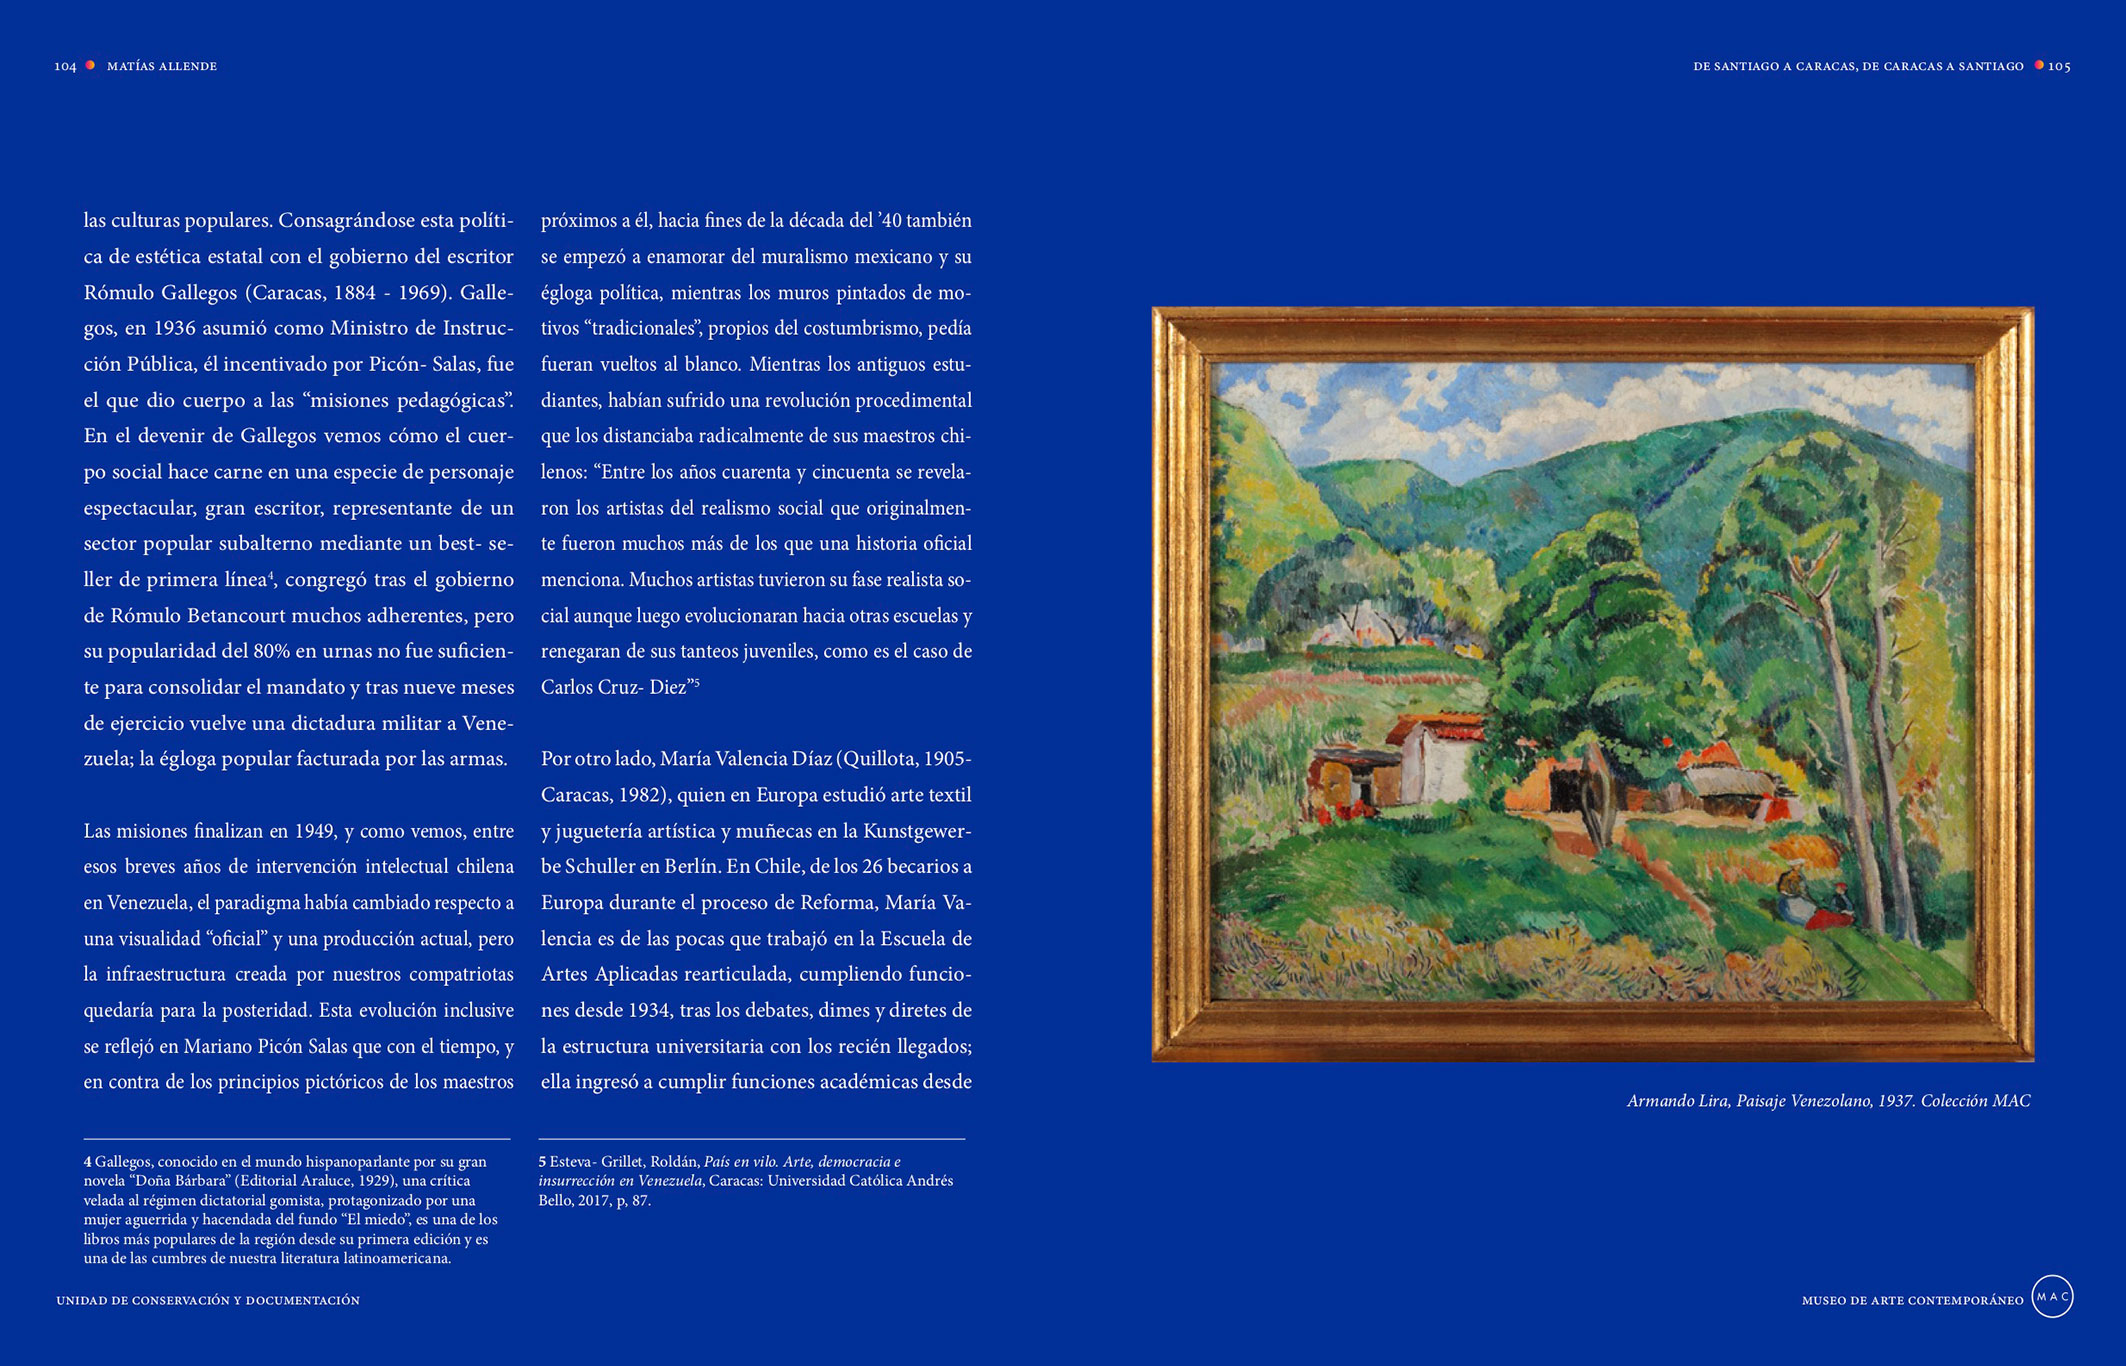 104 MATÍAS ALLENDE
DE SANTIAGO A CARACAS, DE CARACAS A SANTIAGO 105
las culturas populares. Consagrándose esta políti-
ca de estética estatal con el gobierno del escritor
Rómulo Gallegos (Caracas, 1884 - 1969). Galle-
gos, en 1936 asumió como Ministro de Instruc-
ción Pública, él incentivado por Picón- Salas, fue
el que dio cuerpo a las “misiones pedagógicas”.
En el devenir de Gallegos vemos cómo el cuer-
po social hace carne en una especie de personaje
espectacular, gran escritor, representante de un
sector popular subalterno mediante un best- se-
ller de primera línea⁴, congregó tras el gobierno
de Rómulo Betancourt muchos adherentes, pero
su popularidad del 80% en urnas no fue suficien-
te para consolidar el mandato y tras nueve meses
de ejercicio vuelve una dictadura militar a Vene-
zuela; la égloga popular facturada por las armas.
Las misiones finalizan en 1949, y como vemos, entre
esos breves años de intervención intelectual chilena
en Venezuela, el paradigma había cambiado respecto a
una visualidad “oficial” y una producción actual, pero
la infraestructura creada por nuestros compatriotas
quedaría para la posteridad. Esta evolución inclusive
se reflejó en Mariano Picón Salas que con el tiempo, y
en contra de los principios pictóricos de los maestros
próximos a él, hacia fines de la década del ’40 también
se empezó a enamorar del muralismo mexicano y su
égloga política, mientras los muros pintados de mo-
tivos “tradicionales”, propios del costumbrismo, pedía
fueran vueltos al blanco. Mientras los antiguos estu-
diantes, habían sufrido una revolución procedimental
que los distanciaba radicalmente de sus maestros chi-
lenos: “Entre los años cuarenta y cincuenta se revela-
ron los artistas del realismo social que originalmen-
te fueron muchos más de los que una historia oficial
menciona. Muchos artistas tuvieron su fase realista so-
cial aunque luego evolucionaran hacia otras escuelas y
renegaran de sus tanteos juveniles, como es el caso de
Carlos Cruz- Diez”⁵
Por otro lado, María Valencia Díaz (Quillota, 1905-
Caracas, 1982), quien en Europa estudió arte textil
y juguetería artística y muñecas en la Kunstgewer-
be Schuller en Berlín. En Chile, de los 26 becarios a
Europa durante el proceso de Reforma, María Va-
lencia es de las pocas que trabajó en la Escuela de
Artes Aplicadas rearticulada, cumpliendo funcio-
nes desde 1934, tras los debates, dimes y diretes de
la estructura universitaria con los recién llegados;
ella ingresó a cumplir funciones académicas desde
4 Gallegos, conocido en el mundo hispanoparlante por su gran
novela “Doña Bárbara” (Editorial Araluce, 1929), una crítica
velada al régimen dictatorial gomista, protagonizado por una
mujer aguerrida y hacendada del fundo “El miedo”, es una de los
libros más populares de la región desde su primera edición y es
una de las cumbres de nuestra literatura latinoamericana.
5 Esteva- Grillet, Roldán, País en vilo. Arte, democracia e
insurrección en Venezuela, Caracas: Universidad Católica Andrés
Bello, 2017, p, 87.
Armando Lira, Paisaje Venezolano, 1937. Colección MAC
UNIDAD DE CONSERVACIÓN Y DOCUMENTACIÓN
MUSEO DE ARTE CONTEMPORÁNEO MAC